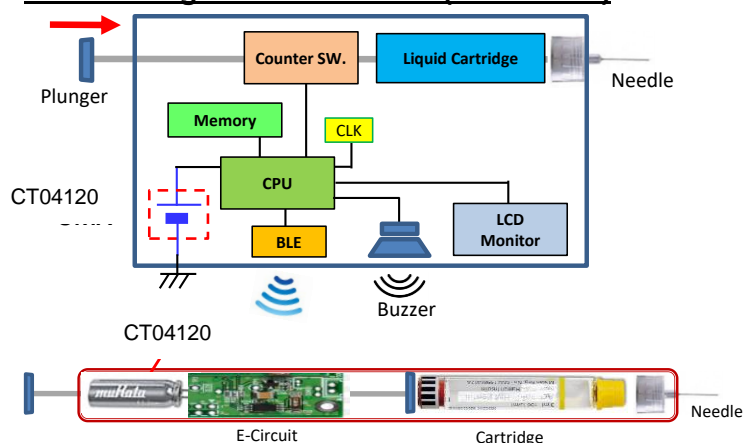 Counter SW.
Liquid Cartridge
Plunger
Needle
Memory
CLK
CPU
CT04120
LCD
Monitor
BLE
Buzzer
CT04120
muRata
Needle
E-Circuit
Cartridge